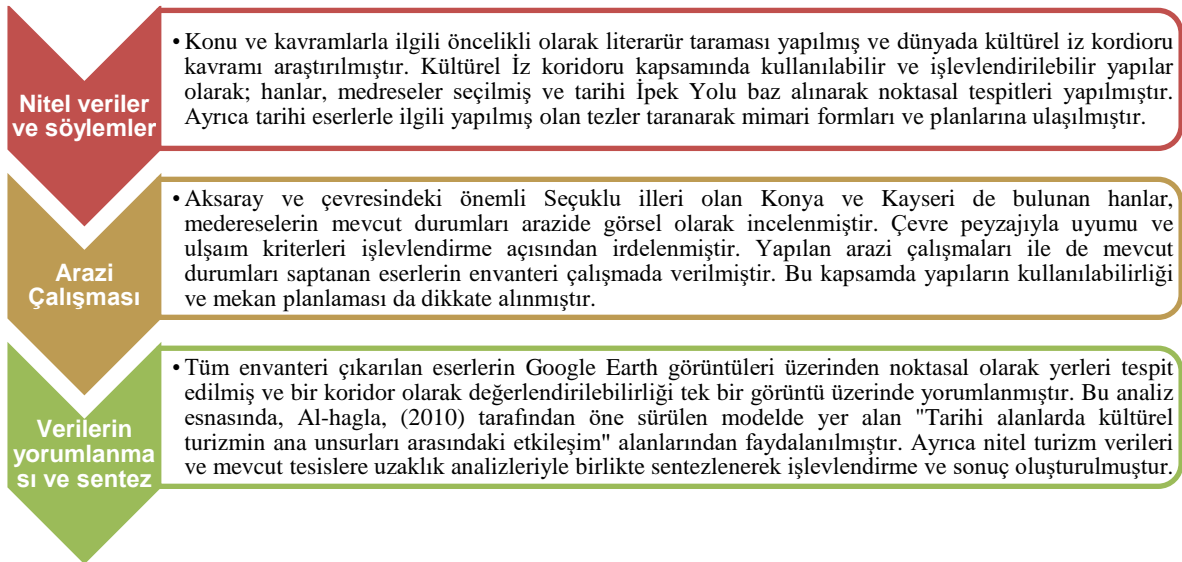 Nitel veriler
ve söylemler
• Konu ve kavramlarla ilgili öncelikli olarak literarür taraması yapılmış ve dünyada kültürel iz kordioru
kavramı araştırılmıştır. Kültürel İz koridoru kapsamında kullanılabilir ve işlevlendirilebilir yapılar
olarak; hanlar, medreseler seçilmiş ve tarihi İpek Yolu baz alınarak noktasal tespitleri yapılmıştır.
Ayrıca tarihi eserlerle ilgili yapılmış olan tezler taranarak mimari formları ve planlarına ulaşılmıştır.
Arazi
Çalışması
• Aksaray ve çevresindeki önemli Seçuklu illeri olan Konya ve Kayseri de bulunan hanlar,
medereselerin mevcut durumları arazide görsel olarak incelenmiştir. Çevre peyzajıyla uyumu ve
ulşaım kriterleri işlevlendirme açısından irdelenmiştir. Yapılan arazi çalışmaları ile de mevcut
durumları saptanan eserlerin envanteri çalışmada verilmiştir. Bu kapsamda yapıların kullanılabilirliği
ve mekan planlaması da dikkate alınmıştır.
Verilerin
yorumlanma
sı ve sentez
• Tüm envanteri çıkarılan eserlerin Google Earth görüntüleri üzerinden noktasal olarak yerleri tespit
edilmiş ve bir koridor olarak değerlendirilebilirliği tek bir görüntü üzerinde yorumlanmıştır. Bu analiz
esnasında, Al-hagla, (2010) tarafından öne sürülen modelde yer alan "Tarihi alanlarda kültürel
turizmin ana unsurları arasındaki etkileşim" alanlarından faydalanılmıştır. Ayrıca nitel turizm verileri
ve mevcut tesislere uzaklık analizleriyle birlikte sentezlenerek işlevlendirme ve sonuç oluşturulmuştur.